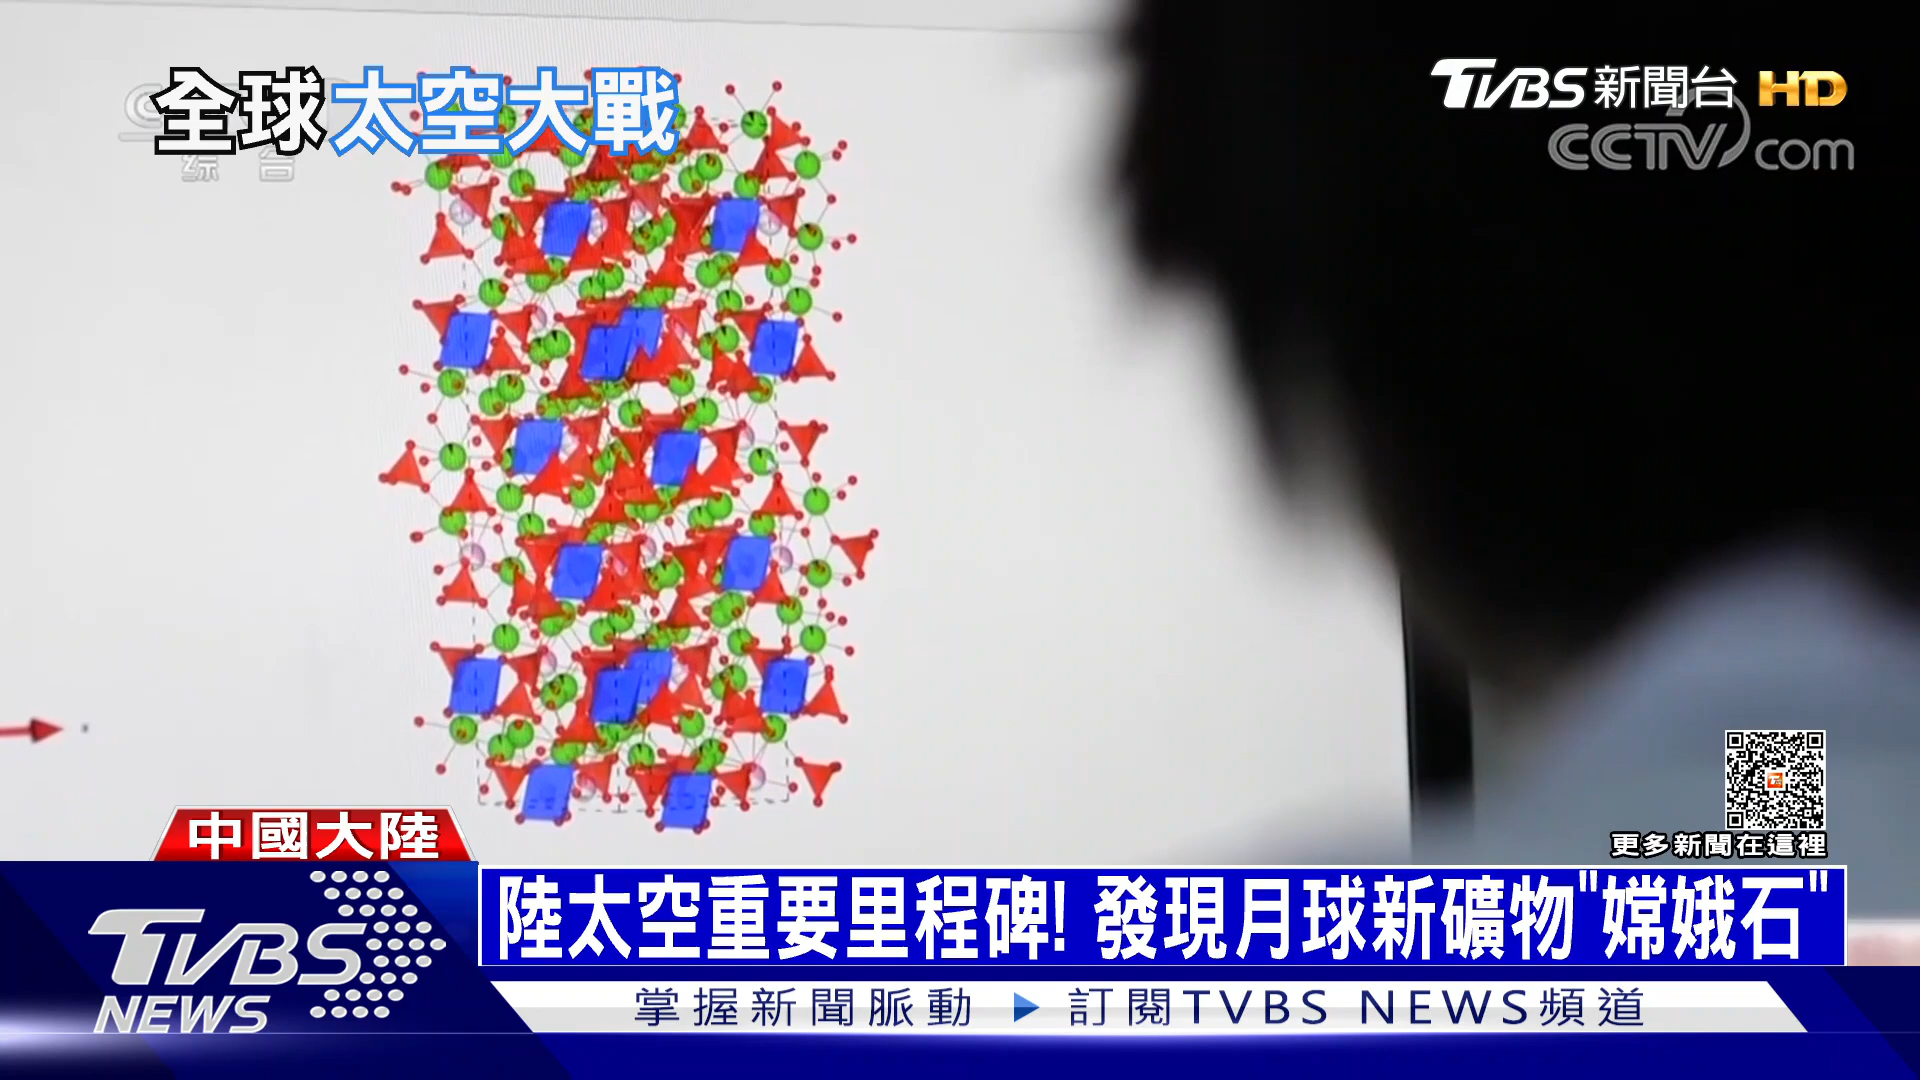 全球太空大戰
综 合
TVBS新聞台 HD
CCTV com
更多新聞在這裡
中國大陸
陸太空重要里程碑! 發現月球新礦物"嫦娥石"
TVBS
NEWS
掌握新聞脈動 ▶ 訂閱TVBS NEWS頻道